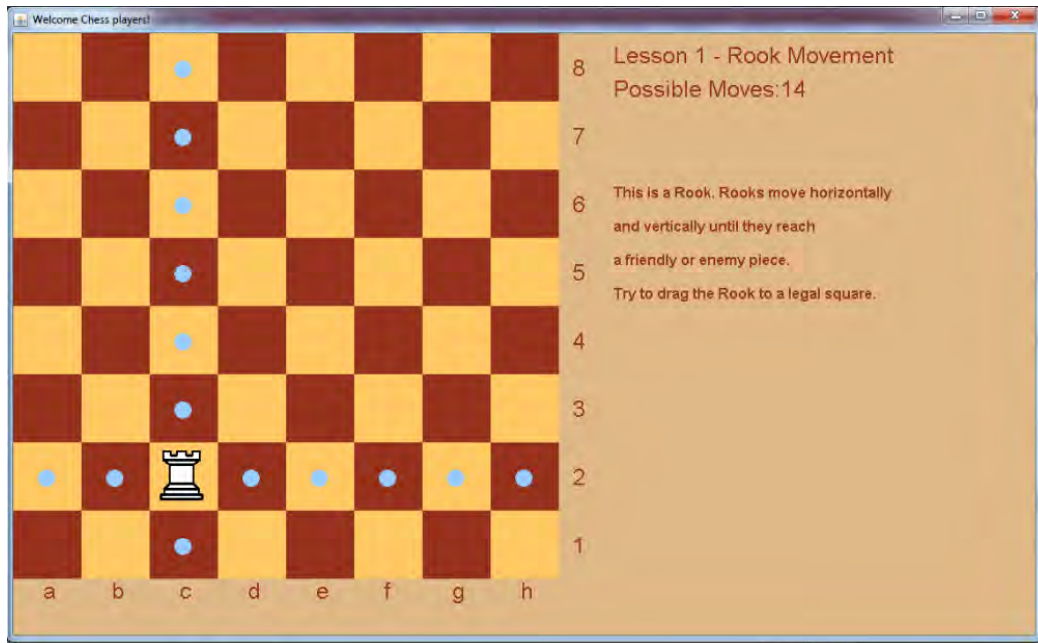 Welcome Chess players!
Lesson 1 - Rook Movement
Possible Moves:14
This is a Rook. Rooks move horizontally
and vertically until they reach
a friendly or enemy piece.
Try to drag the Rook to a legal square.
8
7
6
5
4
3
2
1
a b c d e f g h